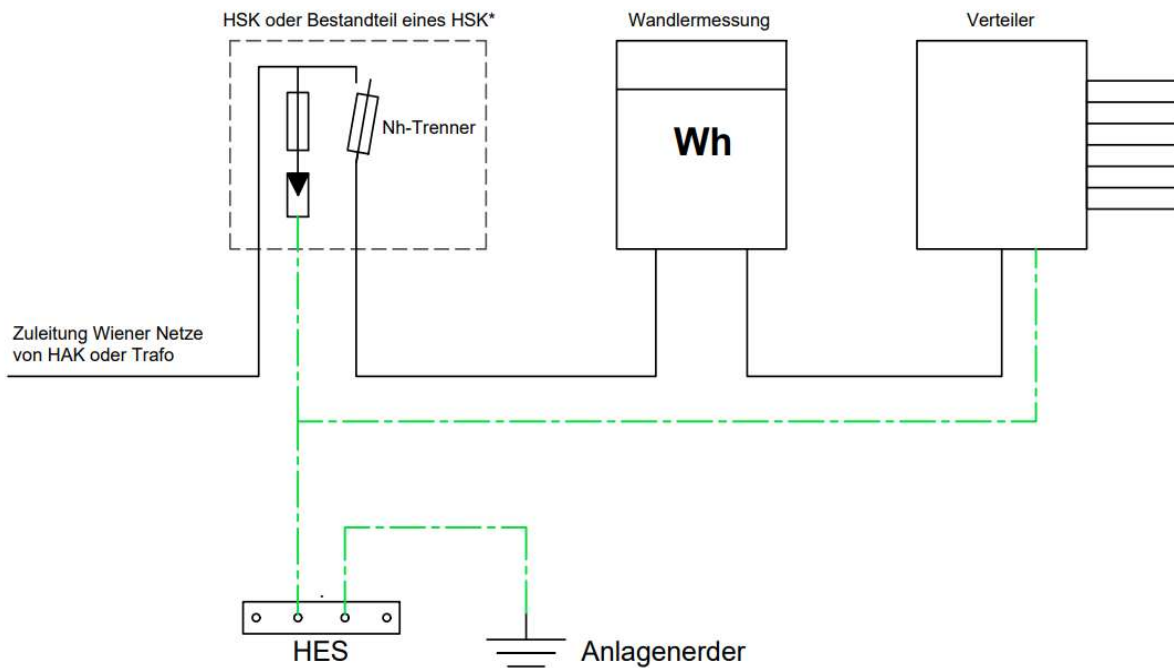 HSK oder Bestandteil eines HSK*
Wandlermessung
Verteiler
Nh-Trenner
Wh
Zuleitung Wiener Netze
von HAK oder Trafo
HES
Anlagenerder